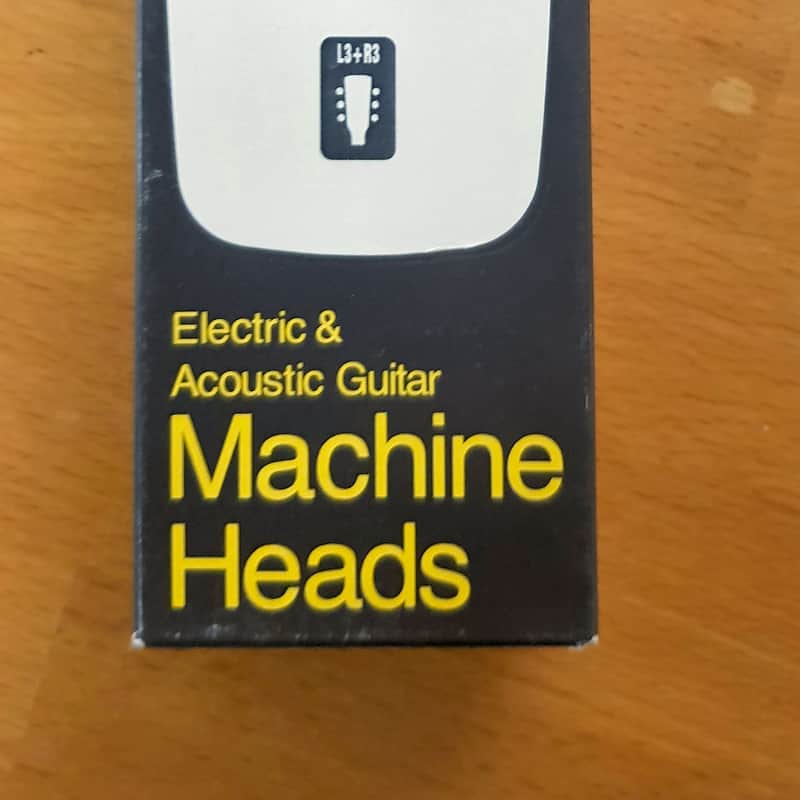 L3+R3
Electric &
Acoustic Guitar
Machine
Heads